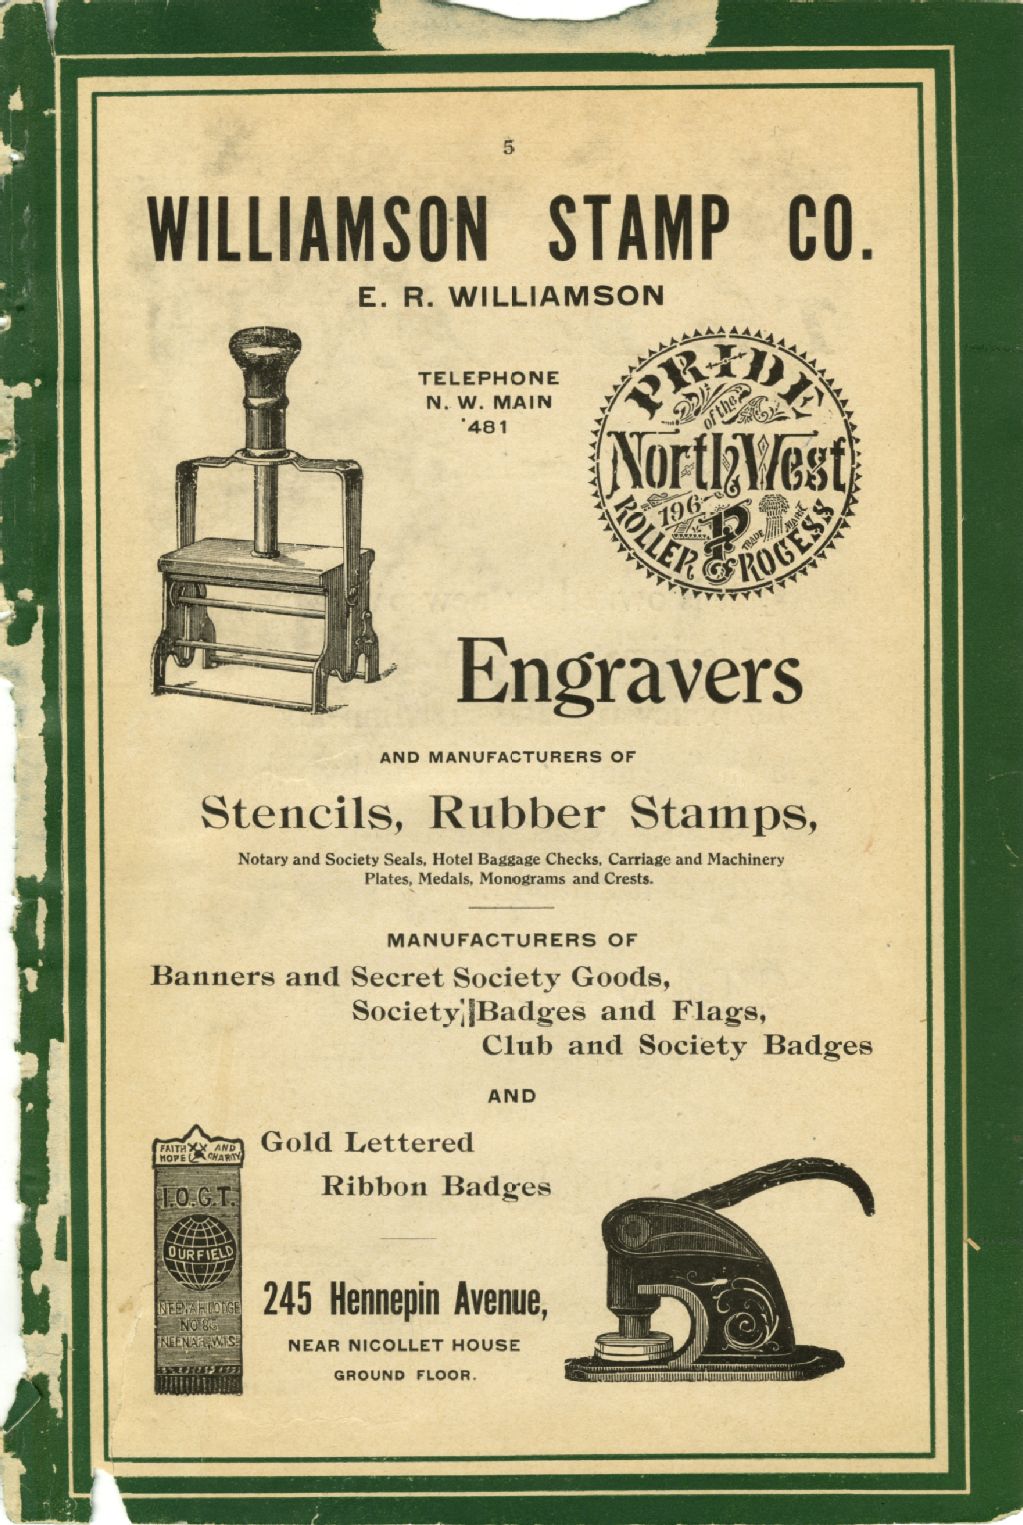 5
WILLIAMSON STAMP CO.
E. R. WILLIAMSON
TELEPHONE
N. W. MAIN
481
PRIDE
of the
NorthWest
196
TRADE MARK
ROLLER PROCESS
Engravers
AND MANUFACTURERS OF
Stencils, Rubber Stamps,
Notary and Society Seals, Hotel Baggage Checks, Carriage and Machinery
Plates, Medals, Monograms and Crests.
MANUFACTURERS OF
Banners and Secret Society Goods,
Society Badges and Flags,
Club and Society Badges
AND
Gold Lettered
Ribbon Badges
FAITH AND
HOPE CHARITY
I.O.G.T.
OURFIELD
NEENAH LODGE
NO 86
NEENAH, WIS.
245 Hennepin Avenue,
NEAR NICOLLET HOUSE
GROUND FLOOR.